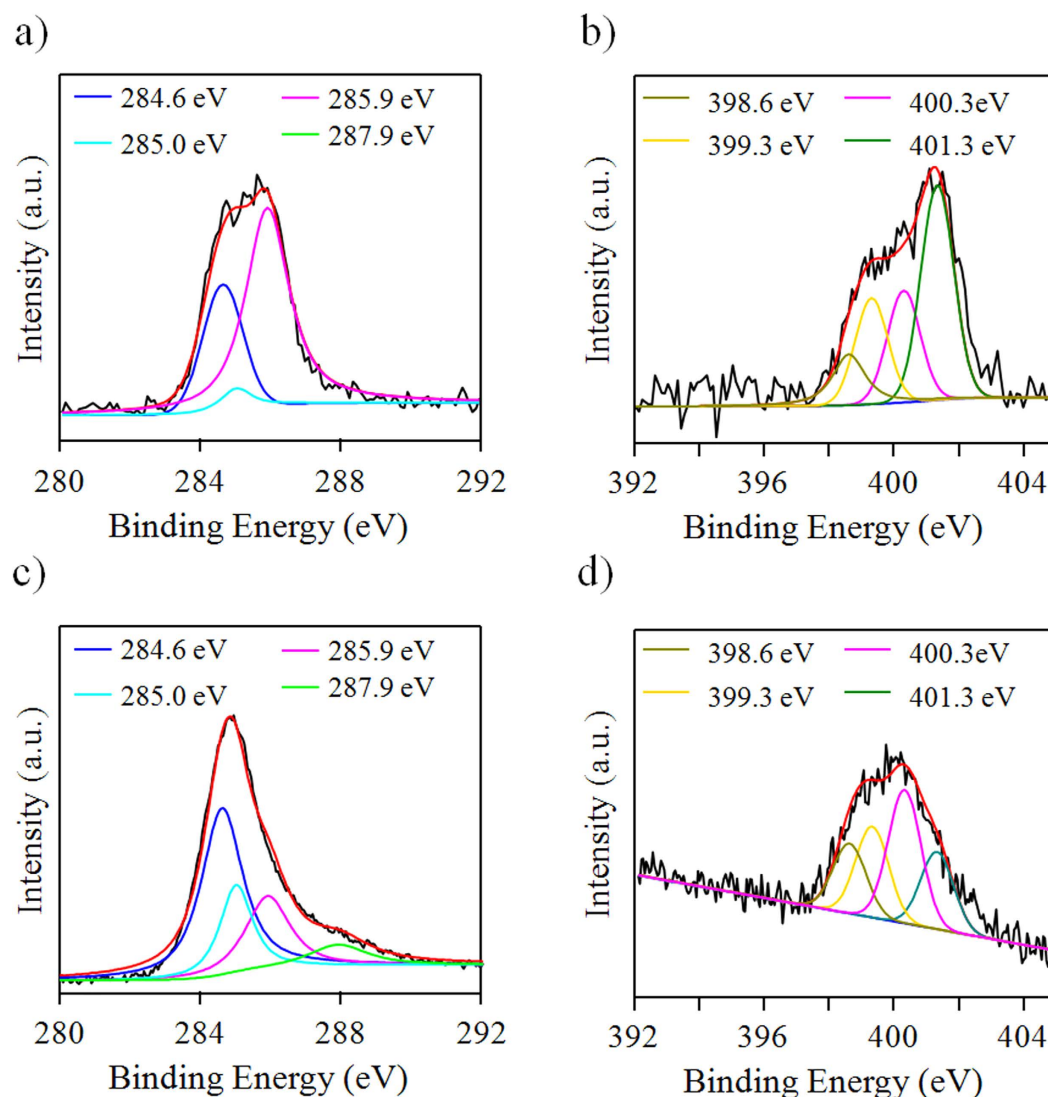 a)
284.6 eV 285.9 eV
285.0 eV 287.9 eV
Intensity (a.u.)
280 284 288 292
Binding Energy (eV)
b)
398.6 eV 400.3eV
399.3 eV 401.3 eV
Intensity (a.u.)
392 396 400 404
Binding Energy (eV)
c)
284.6 eV 285.9 eV
285.0 eV 287.9 eV
Intensity (a.u.)
280 284 288 292
Binding Energy (eV)
d)
398.6 eV 400.3eV
399.3 eV 401.3 eV
Intensity (a.u.)
392 396 400 404
Binding Energy (eV)